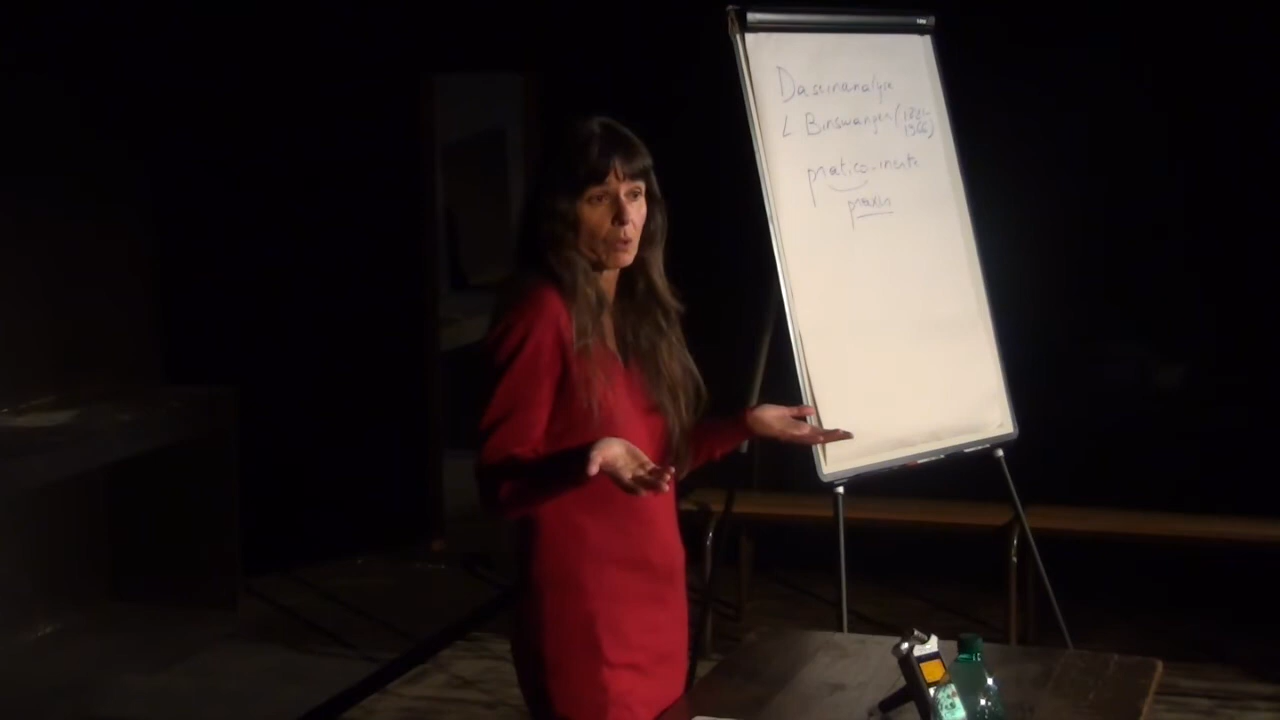 Daseinanalyse
L Binswanger (1881
1966)
pratico-inerte
praxis